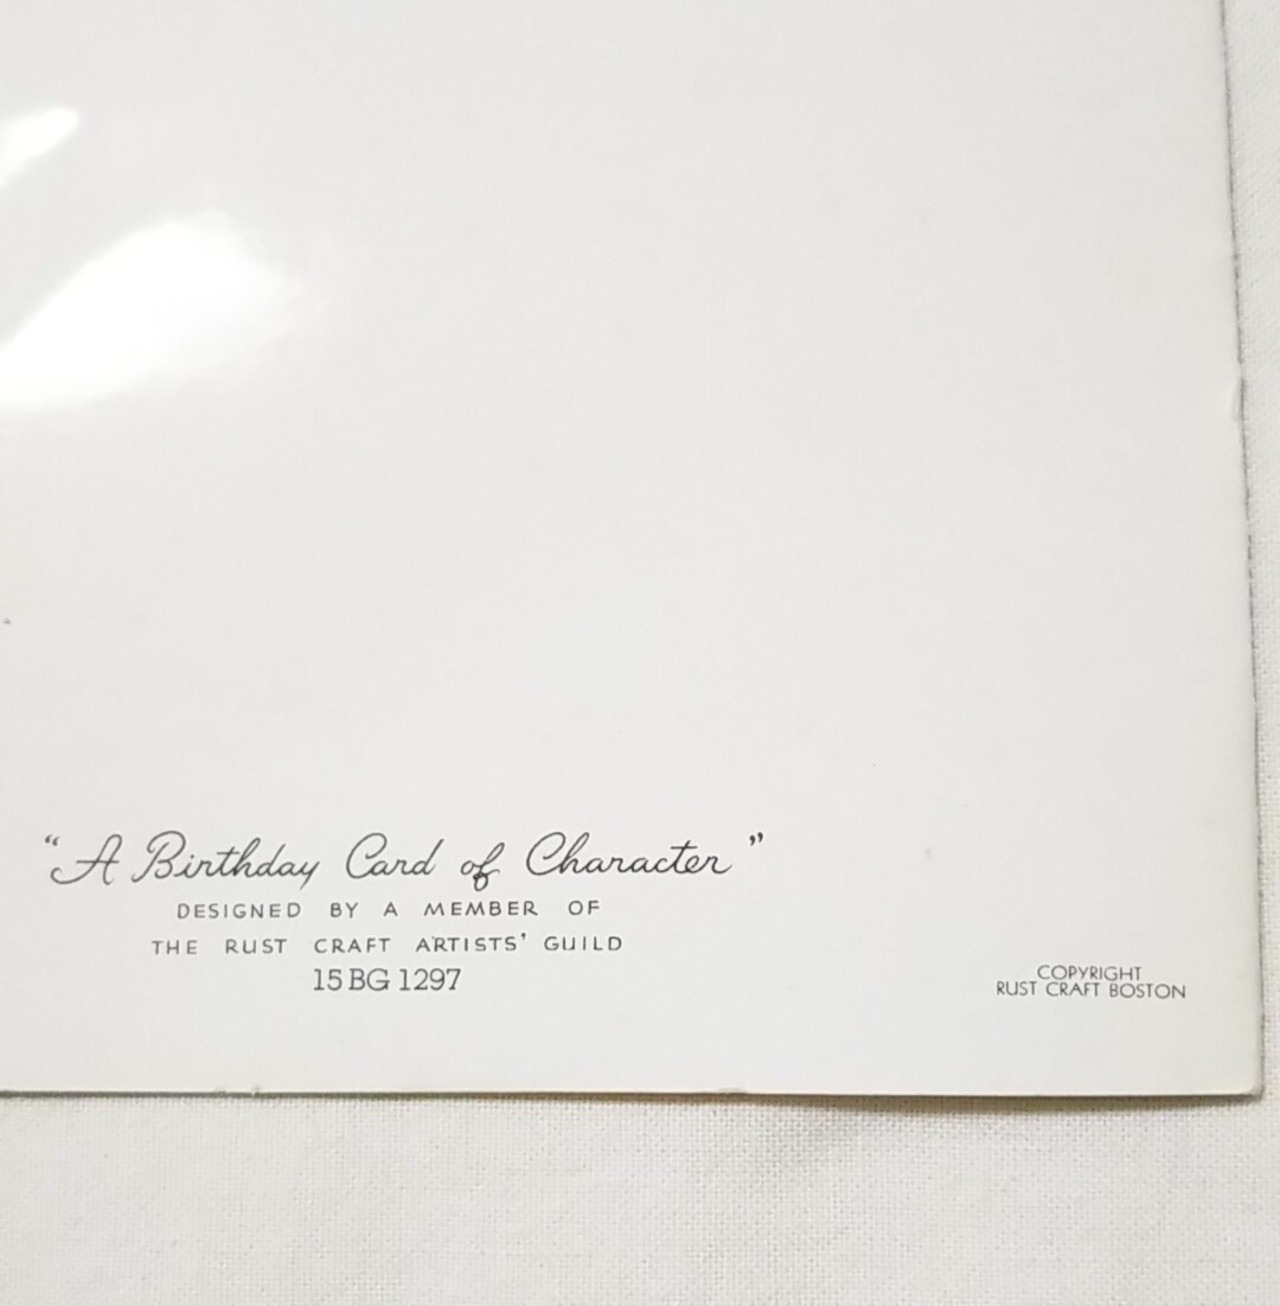 “A Birthday Card of Character”
DESIGNED BY A MEMBER OF
THE RUST CRAFT ARTISTS' GUILD
15 BG 1297
COPYRIGHT
RUST CRAFT BOSTON